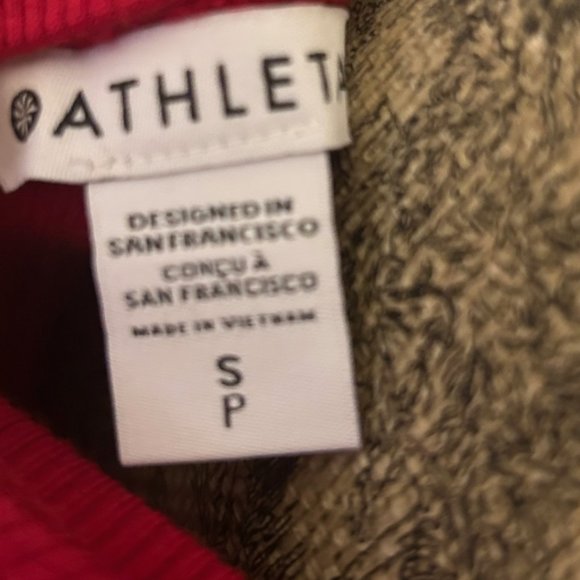 ATHLETA
DESIGNED IN
SAN FRANCISCO
CONÇU À
SAN FRANCISCO
MADE IN VIETNAM
S
P